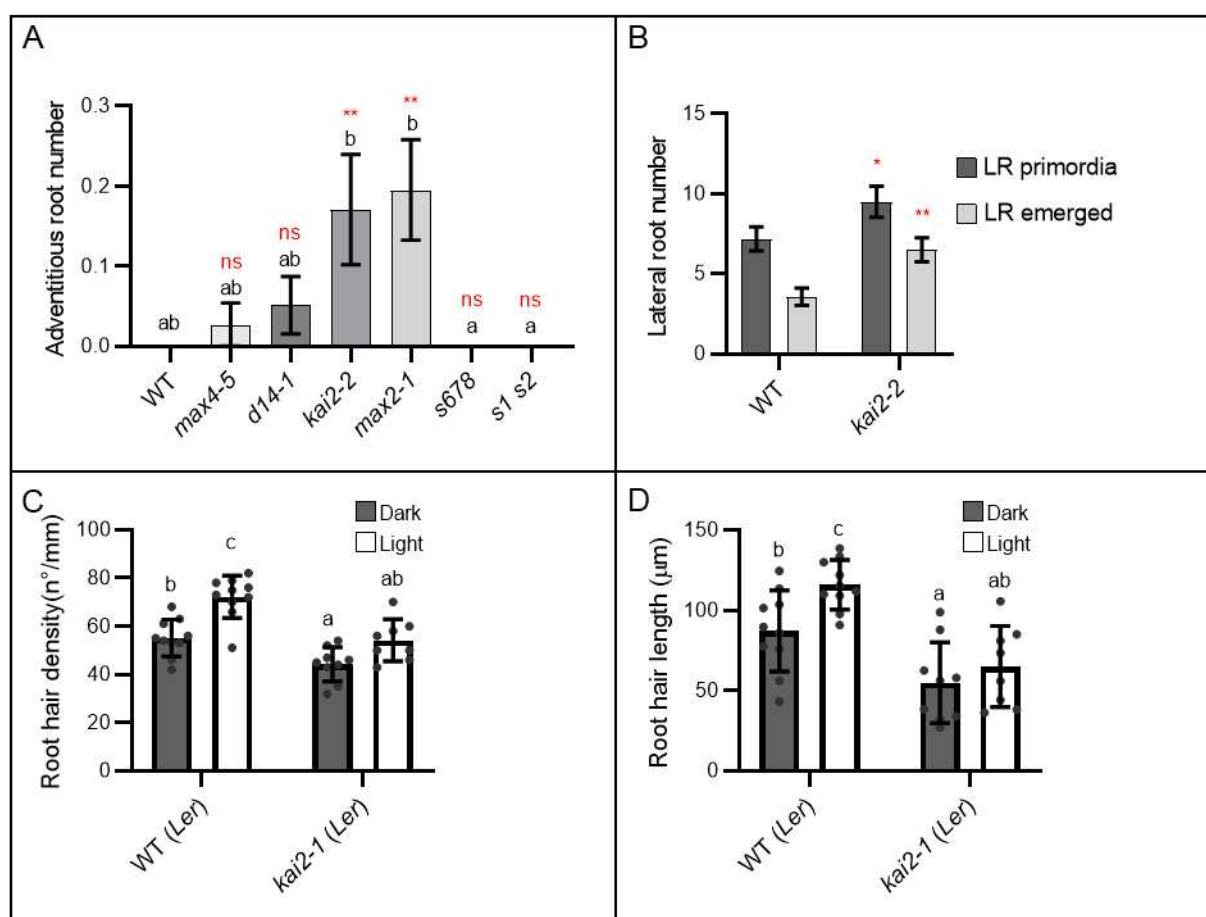 A
Adventitious root number
0.3
0.2
0.1
0.0
**
**
b
b
ns
ns
ab
ab
ab
ns
ns
a
a
WT
max4-5
d14-1
kai2-2
max2-1
s678
s1 s2
B
Lateral root number
15
10
5
0
*
**
LR primordia
LR emerged
WT
kai2-2
C
Root hair density(n°/mm)
100
80
60
40
20
0
Dark
Light
b
c
a
ab
WT (Ler)
kai2-1 (Ler)
D
Root hair length (μm)
150
100
50
0
Dark
Light
b
c
a
ab
WT (Ler)
kai2-1 (Ler)